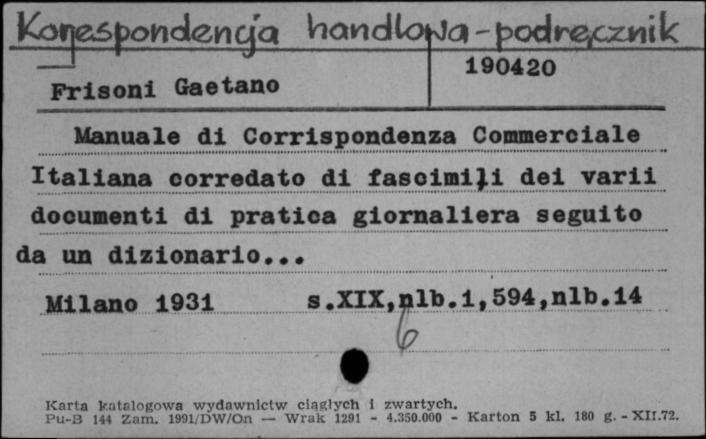 Korespondencja handlowa - podręcznik
190420
Frisoni Gaetano
Manuale di Corrispondenza Commerciale
Italiana corredato di fascimili dei varii
documenti di pratica giornaliera seguito
da un dizionario...
Milano 1931 s.XIX,nlb.1,594,nlb.14
6
Karta katalogowa wydawnictw ciągłych i zwartych.
Pu-B 144 Zam. 1991/DW/On — Wrak 1291 - 4.350.000 - Karton 5 kl. 180 g. - XII.72.